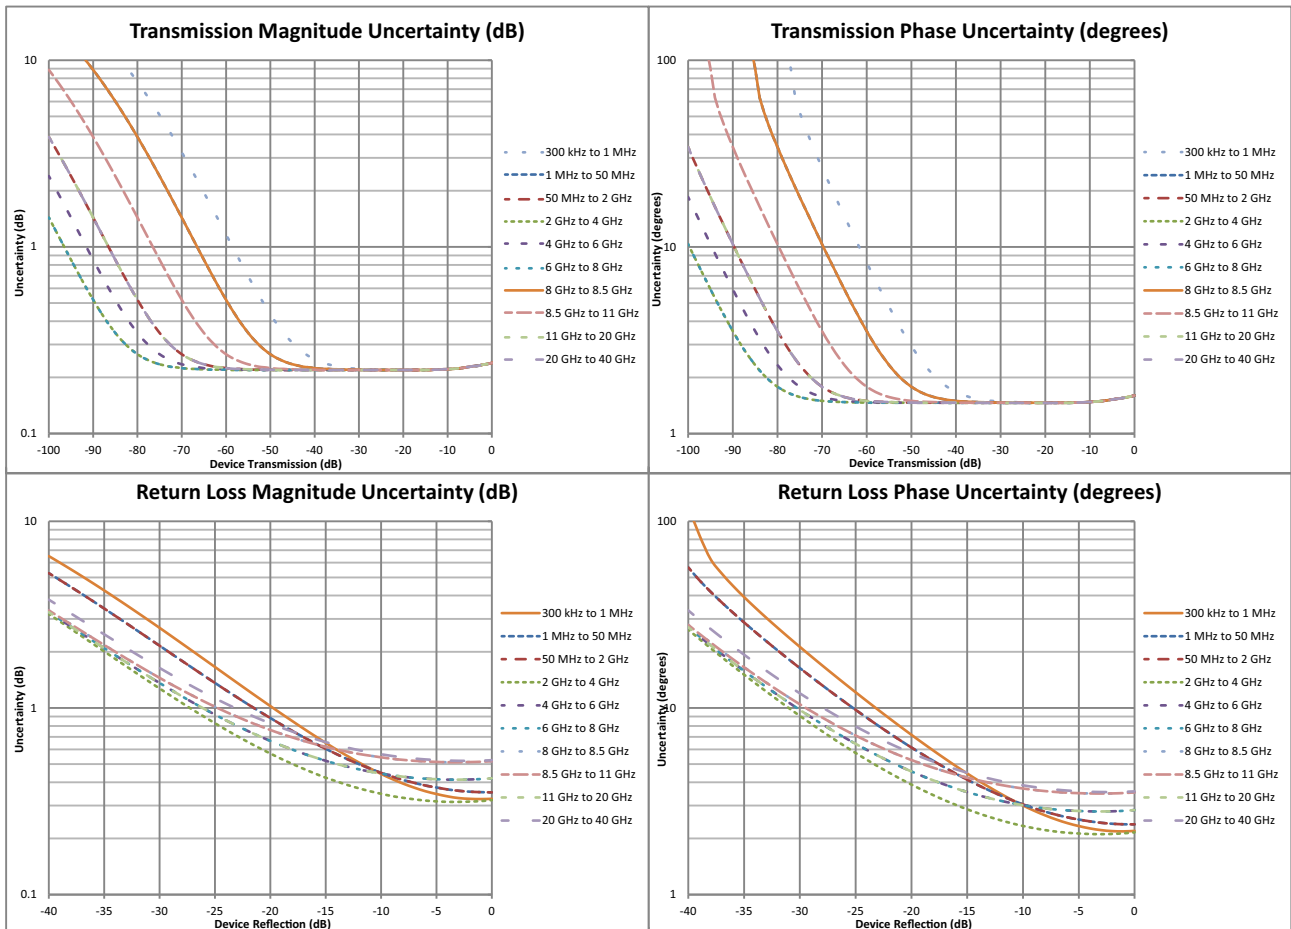 Transmission Magnitude Uncertainty (dB)
10
1
0.1
Uncertainty (dB)
-100 -90 -80 -70 -60 -50 -40 -30 -20 -10 0
Device Transmission (dB)
300 kHz to 1 MHz
1 MHz to 50 MHz
50 MHz to 2 GHz
2 GHz to 4 GHz
4 GHz to 6 GHz
6 GHz to 8 GHz
8 GHz to 8.5 GHz
8.5 GHz to 11 GHz
11 GHz to 20 GHz
20 GHz to 40 GHz
Transmission Phase Uncertainty (degrees)
100
10
1
Uncertainty (degrees)
-100 -90 -80 -70 -60 -50 -40 -30 -20 -10 0
Device Transmission (dB)
300 kHz to 1 MHz
1 MHz to 50 MHz
50 MHz to 2 GHz
2 GHz to 4 GHz
4 GHz to 6 GHz
6 GHz to 8 GHz
8 GHz to 8.5 GHz
8.5 GHz to 11 GHz
11 GHz to 20 GHz
20 GHz to 40 GHz
Return Loss Magnitude Uncertainty (dB)
10
1
0.1
Uncertainty (dB)
-40 -35 -30 -25 -20 -15 -10 -5 0
Device Reflection (dB)
300 kHz to 1 MHz
1 MHz to 50 MHz
50 MHz to 2 GHz
2 GHz to 4 GHz
4 GHz to 6 GHz
6 GHz to 8 GHz
8 GHz to 8.5 GHz
8.5 GHz to 11 GHz
11 GHz to 20 GHz
20 GHz to 40 GHz
Return Loss Phase Uncertainty (degrees)
100
10
1
Uncertainty (degrees)
-40 -35 -30 -25 -20 -15 -10 -5 0
Device Reflection (dB)
300 kHz to 1 MHz
1 MHz to 50 MHz
50 MHz to 2 GHz
2 GHz to 4 GHz
4 GHz to 6 GHz
6 GHz to 8 GHz
8 GHz to 8.5 GHz
8.5 GHz to 11 GHz
11 GHz to 20 GHz
20 GHz to 40 GHz